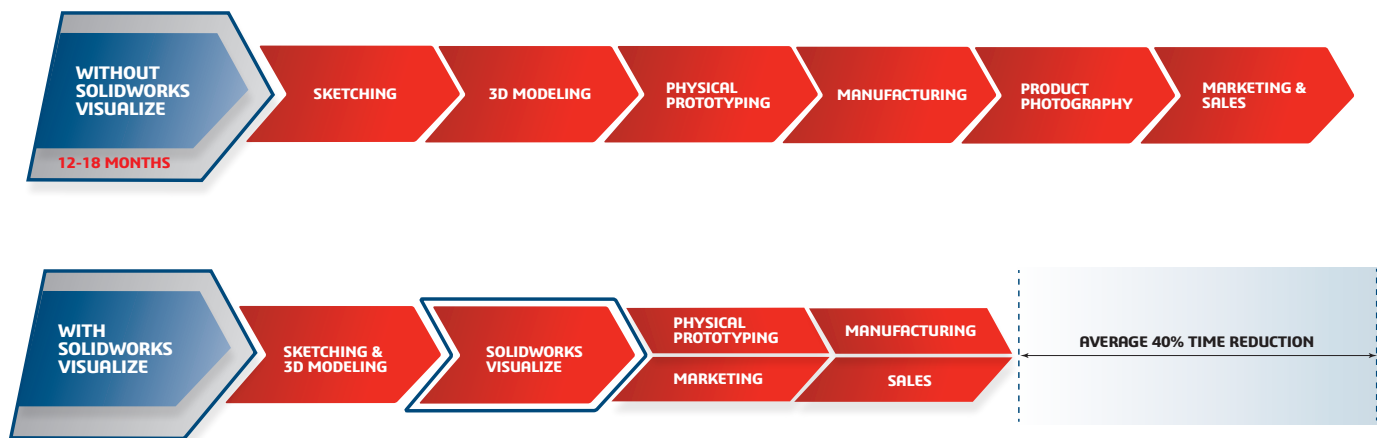 WITHOUT
SOLIDWORKS
VISUALIZE
12-18 MONTHS
SKETCHING
3D MODELING
PHYSICAL
PROTOTYPING
MANUFACTURING
PRODUCT
PHOTOGRAPHY
MARKETING &
SALES
WITH
SOLIDWORKS
VISUALIZE
SKETCHING &
3D MODELING
SOLIDWORKS
VISUALIZE
PHYSICAL
PROTOTYPING
MANUFACTURING
MARKETING
SALES
AVERAGE 40% TIME REDUCTION